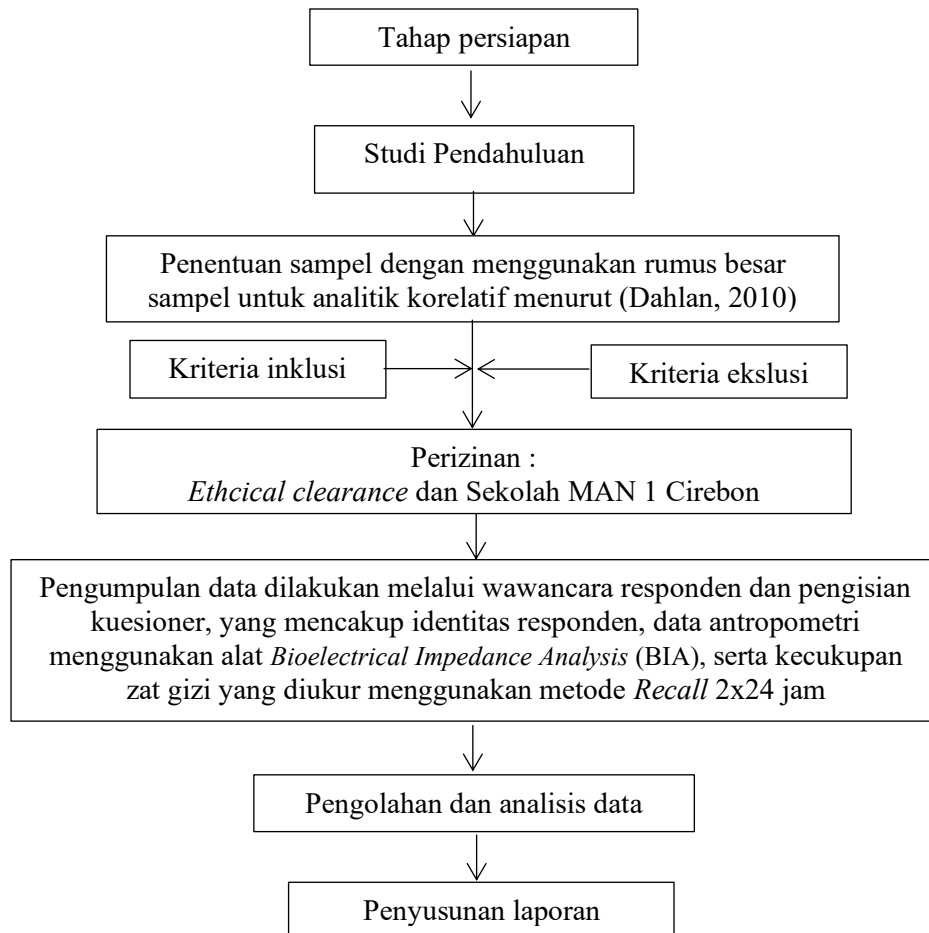 Tahap persiapan
Studi Pendahuluan
Penentuan sampel dengan menggunakan rumus besar
sampel untuk analitik korelatif menurut (Dahlan, 2010)
Kriteria inklusi
Kriteria ekslusi
Perizinan :
Ethcical clearance dan Sekolah MAN 1 Cirebon
Pengumpulan data dilakukan melalui wawancara responden dan pengisian
kuesioner, yang mencakup identitas responden, data antropometri
menggunakan alat Bioelectrical Impedance Analysis (BIA), serta kecukupan
zat gizi yang diukur menggunakan metode Recall 2x24 jam
Pengolahan dan analisis data
Penyusunan laporan